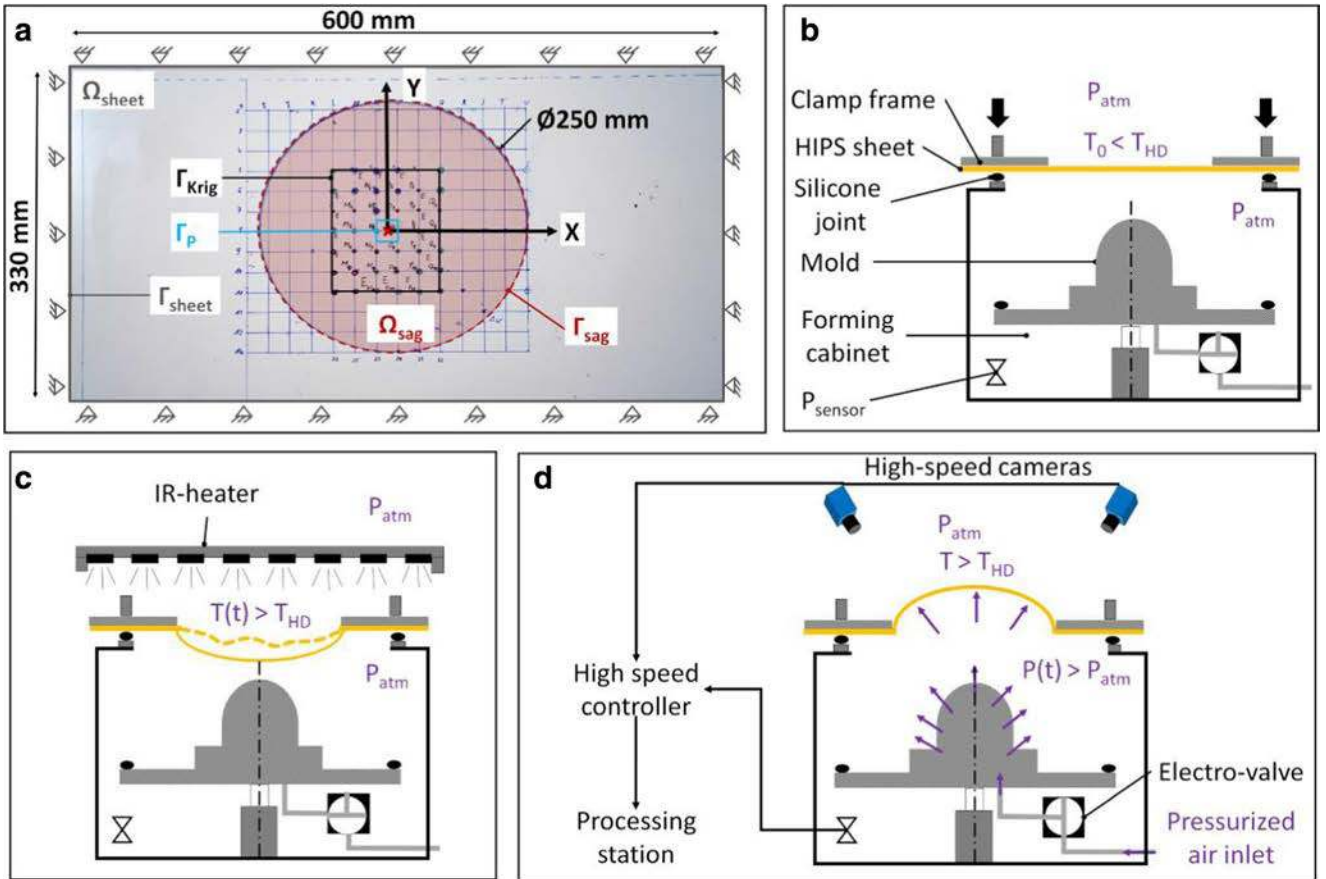 a
600 mm
330 mm
Ωsheet
Y
Ø250 mm
ΓKrig
ΓP
X
Γsheet
Ωsag
Γsag
b
Patm
Clamp frame
T0 < THD
HIPS sheet
Silicone
joint
Patm
Mold
Forming
cabinet
Psensor
c
IR-heater
Patm
T(t) > THD
Patm
d
High-speed cameras
Patm
T > THD
P(t) > Patm
High speed
controller
Electro-valve
Processing
station
Pressurized
air inlet